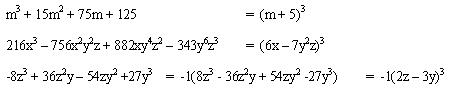 m³ + 15m² + 75m + 125 = (m + 5)³
216x³ – 756x²y²z + 882xy⁴z² – 343y⁶z³ = (6x – 7y²z)³
-8z³ + 36z²y – 54zy² +27y³ = -1(8z³ - 36z²y + 54zy² -27y³) = -1(2z – 3y)³